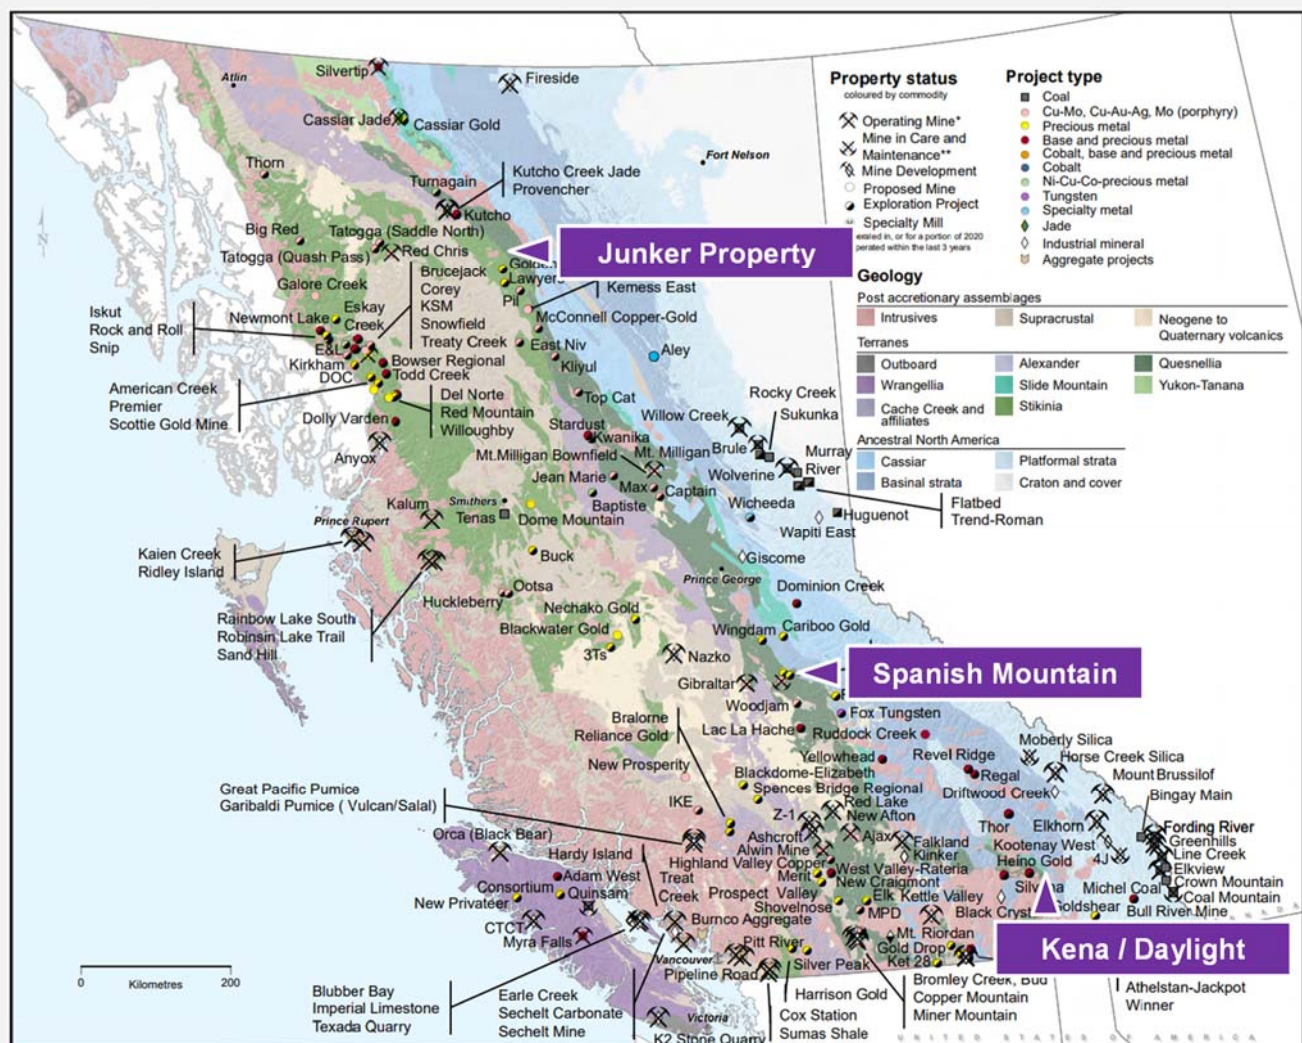 Property status
coloured by commodity
Operating Mine*
Mine in Care and
Maintenance**
Mine Development
Proposed Mine
Exploration Project
Specialty Mill
perated within the last 3 years
Project type
Coal
Cu-Mo, Cu-Au-Ag, Mo (porphyry)
Precious metal
Base and precious metal
Cobalt, base and precious metal
Cobalt
Ni-Cu-Co-precious metal
Tungsten
Specialty metal
Jade
Industrial mineral
Aggregate projects
Geology
Post accretionary assemblages
Intrusives
Supracrustal
Neogene to
Quaternary volcanics
Terranes
Outboard
Alexander
Quesnellia
Wrangellia
Slide Mountain
Yukon-Tanana
Cache Creek and
affiliates
Stikinia
Ancestral North America
Cassiar
Platformal strata
Basinal strata
Craton and cover
Silvertip
Fireside
Atlin
Cassiar Jade
Cassiar Gold
Fort Nelson
Thorn
Turnagain
Kutcho Creek Jade
Provencher
Kutcho
Big Red
Tatogga (Saddle North)
Tatogga (Quash Pass)
Red Chris
Junker Property
Lawyers
Kemess East
Pil
Galore Creek
Brucejack
Corey
KSM
Snowfield
Treaty Creek
McConnell Copper-Gold
Iskut
Rock and Roll
Snip
Newmont Lake
Eskay
Creek
E&L
Kirkham
DOC
Bowser Regional
Todd Creek
East Niv
Kliyul
Aley
American Creek
Premier
Scottie Gold Mine
Del Norte
Red Mountain
Willoughby
Dolly Varden
Anyox
Top Cat
Stardust
Kwanika
Mt.Milligan Bownfield
Mt. Milligan
Jean Marie
Max
Captain
Baptiste
Rocky Creek
Sukunka
Willow Creek
Brule
Wolverine
Murray
River
Flatbed
Trend-Roman
Wicheeda
Huguenot
Wapiti East
Giscome
Kalum
Smithers
Tenas
Dome Mountain
Prince Rupert
Kaien Creek
Ridley Island
Buck
Prince George
Dominion Creek
Rainbow Lake South
Robinsin Lake Trail
Sand Hill
Huckleberry
Ootsa
Nechako Gold
Blackwater Gold
3Ts
Wingdam
Cariboo Gold
Nazko
Gibraltar
Spanish Mountain
Woodjam
Fox Tungsten
Bralorne
Reliance Gold
Lac La Hache
Ruddock Creek
New Prosperity
Yellowhead
Revel Ridge
Regal
Driftwood Creek
Moberly Silica
Horse Creek Silica
Mount Brussilof
Bingay Main
Great Pacific Pumice
Garibaldi Pumice ( Vulcan/Salal)
Blackdome-Elizabeth
Spences Bridge Regional
IKE
Z-1
Red Lake
New Afton
Thor
Elkhorn
Fording River
Greenhills
Line Creek
Elkview
Crown Mountain
Coal Mountain
Orca (Black Bear)
Hardy Island
Ashcroft
Ajax
Falkland
Klinker
Kootenay West
4J
Alwin Mine
Highland Valley Copper
Treat
Creek
Heino Gold
Adam West
Consortium
Quinsam
New Privateer
Merit
West Valley-Rateria
New Craigmont
Prospect
Valley
Shovelnose
Elk
Kettle Valley
MPD
Michel Coal
Bull River Mine
CTCT
Myra Falls
Burnco Aggregate
Pitt River
Mt. Riordan
Gold Drop
Ket 28
Kena / Daylight
Vancouver
Pipeline Road
Silver Peak
Harrison Gold
Cox Station
Sumas Shale
Bromley Creek, Bud
Copper Mountain
Miner Mountain
Athelstan-Jackpot
Winner
0
200
Kilometres
Blubber Bay
Imperial Limestone
Texada Quarry
Earle Creek
Sechelt Carbonate
Sechelt Mine
Victoria
K2 Stone Quarry
UNITED STATES OF AMERICA